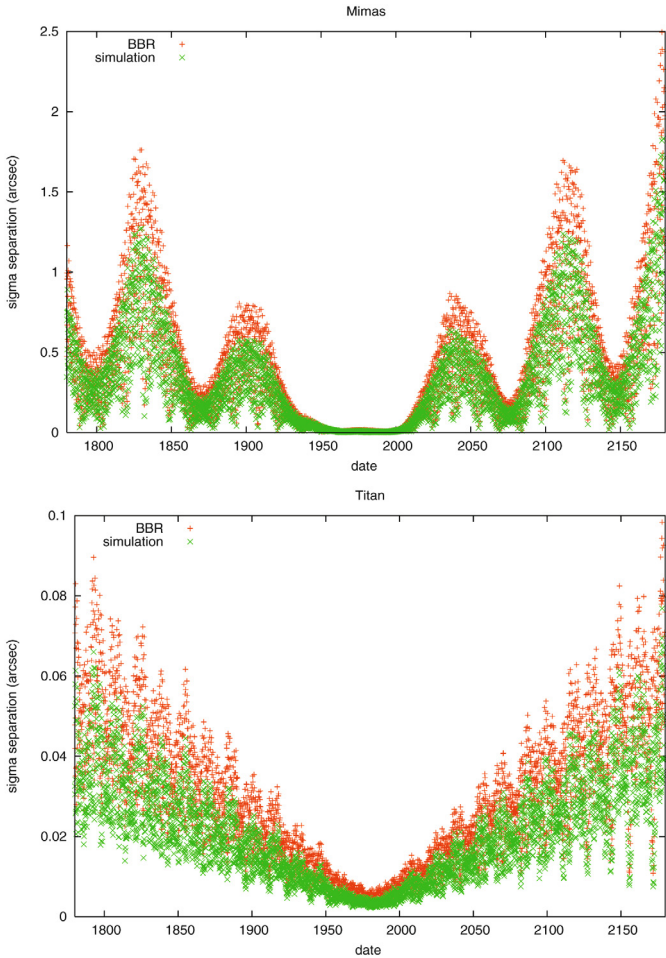 Mimas
2.5
BBR +
simulation ×
2
1.5
1
0.5
0
sigma separation (arcsec)
1800 1850 1900 1950 2000 2050 2100 2150
date
Titan
0.1
BBR +
simulation ×
0.08
0.06
0.04
0.02
0
sigma separation (arcsec)
1800 1850 1900 1950 2000 2050 2100 2150
date